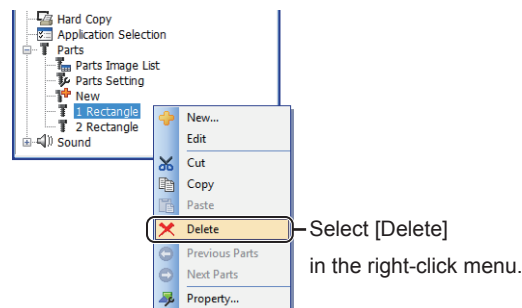 Hard Copy
Application Selection
Parts
Parts Image List
Parts Setting
New
1 Rectangle
2 Rectangle
Sound
New...
Edit
Cut
Copy
Paste
Delete
Previous Parts
Next Parts
Property...
Select [Delete]
in the right-click menu.